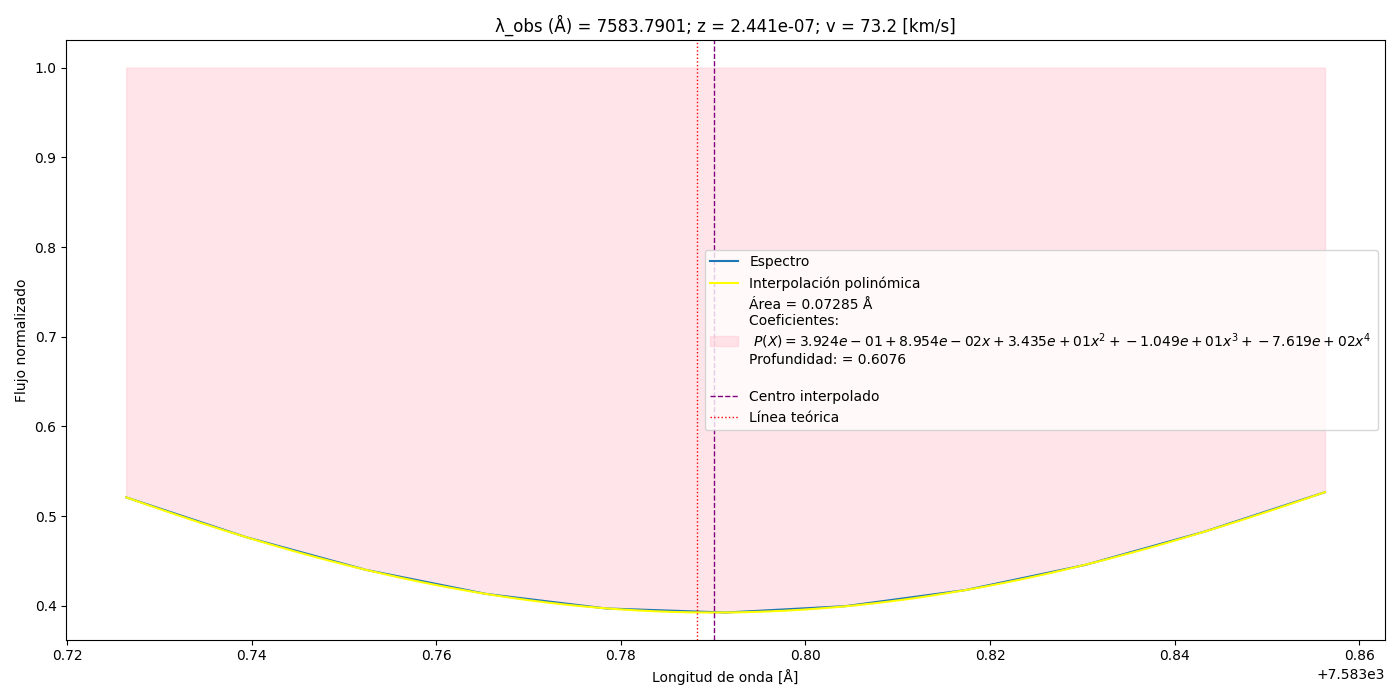 λ_obs (Å) = 7583.7901; z = 2.441e-07; v = 73.2 [km/s]
Flujo normalizado
1.0
0.9
0.8
0.7
0.6
0.5
0.4
Espectro
Interpolación polinómica
Área = 0.07285 Å
Coeficientes:
P(X) = 3.924e − 01 + 8.954e − 02x + 3.435e + 01x² + −1.049e + 01x³ + −7.619e + 02x⁴
Profundidad: = 0.6076
Centro interpolado
Línea teórica
0.72 0.74 0.76 0.78 0.80 0.82 0.84 0.86
+7.583e3
Longitud de onda [Å]